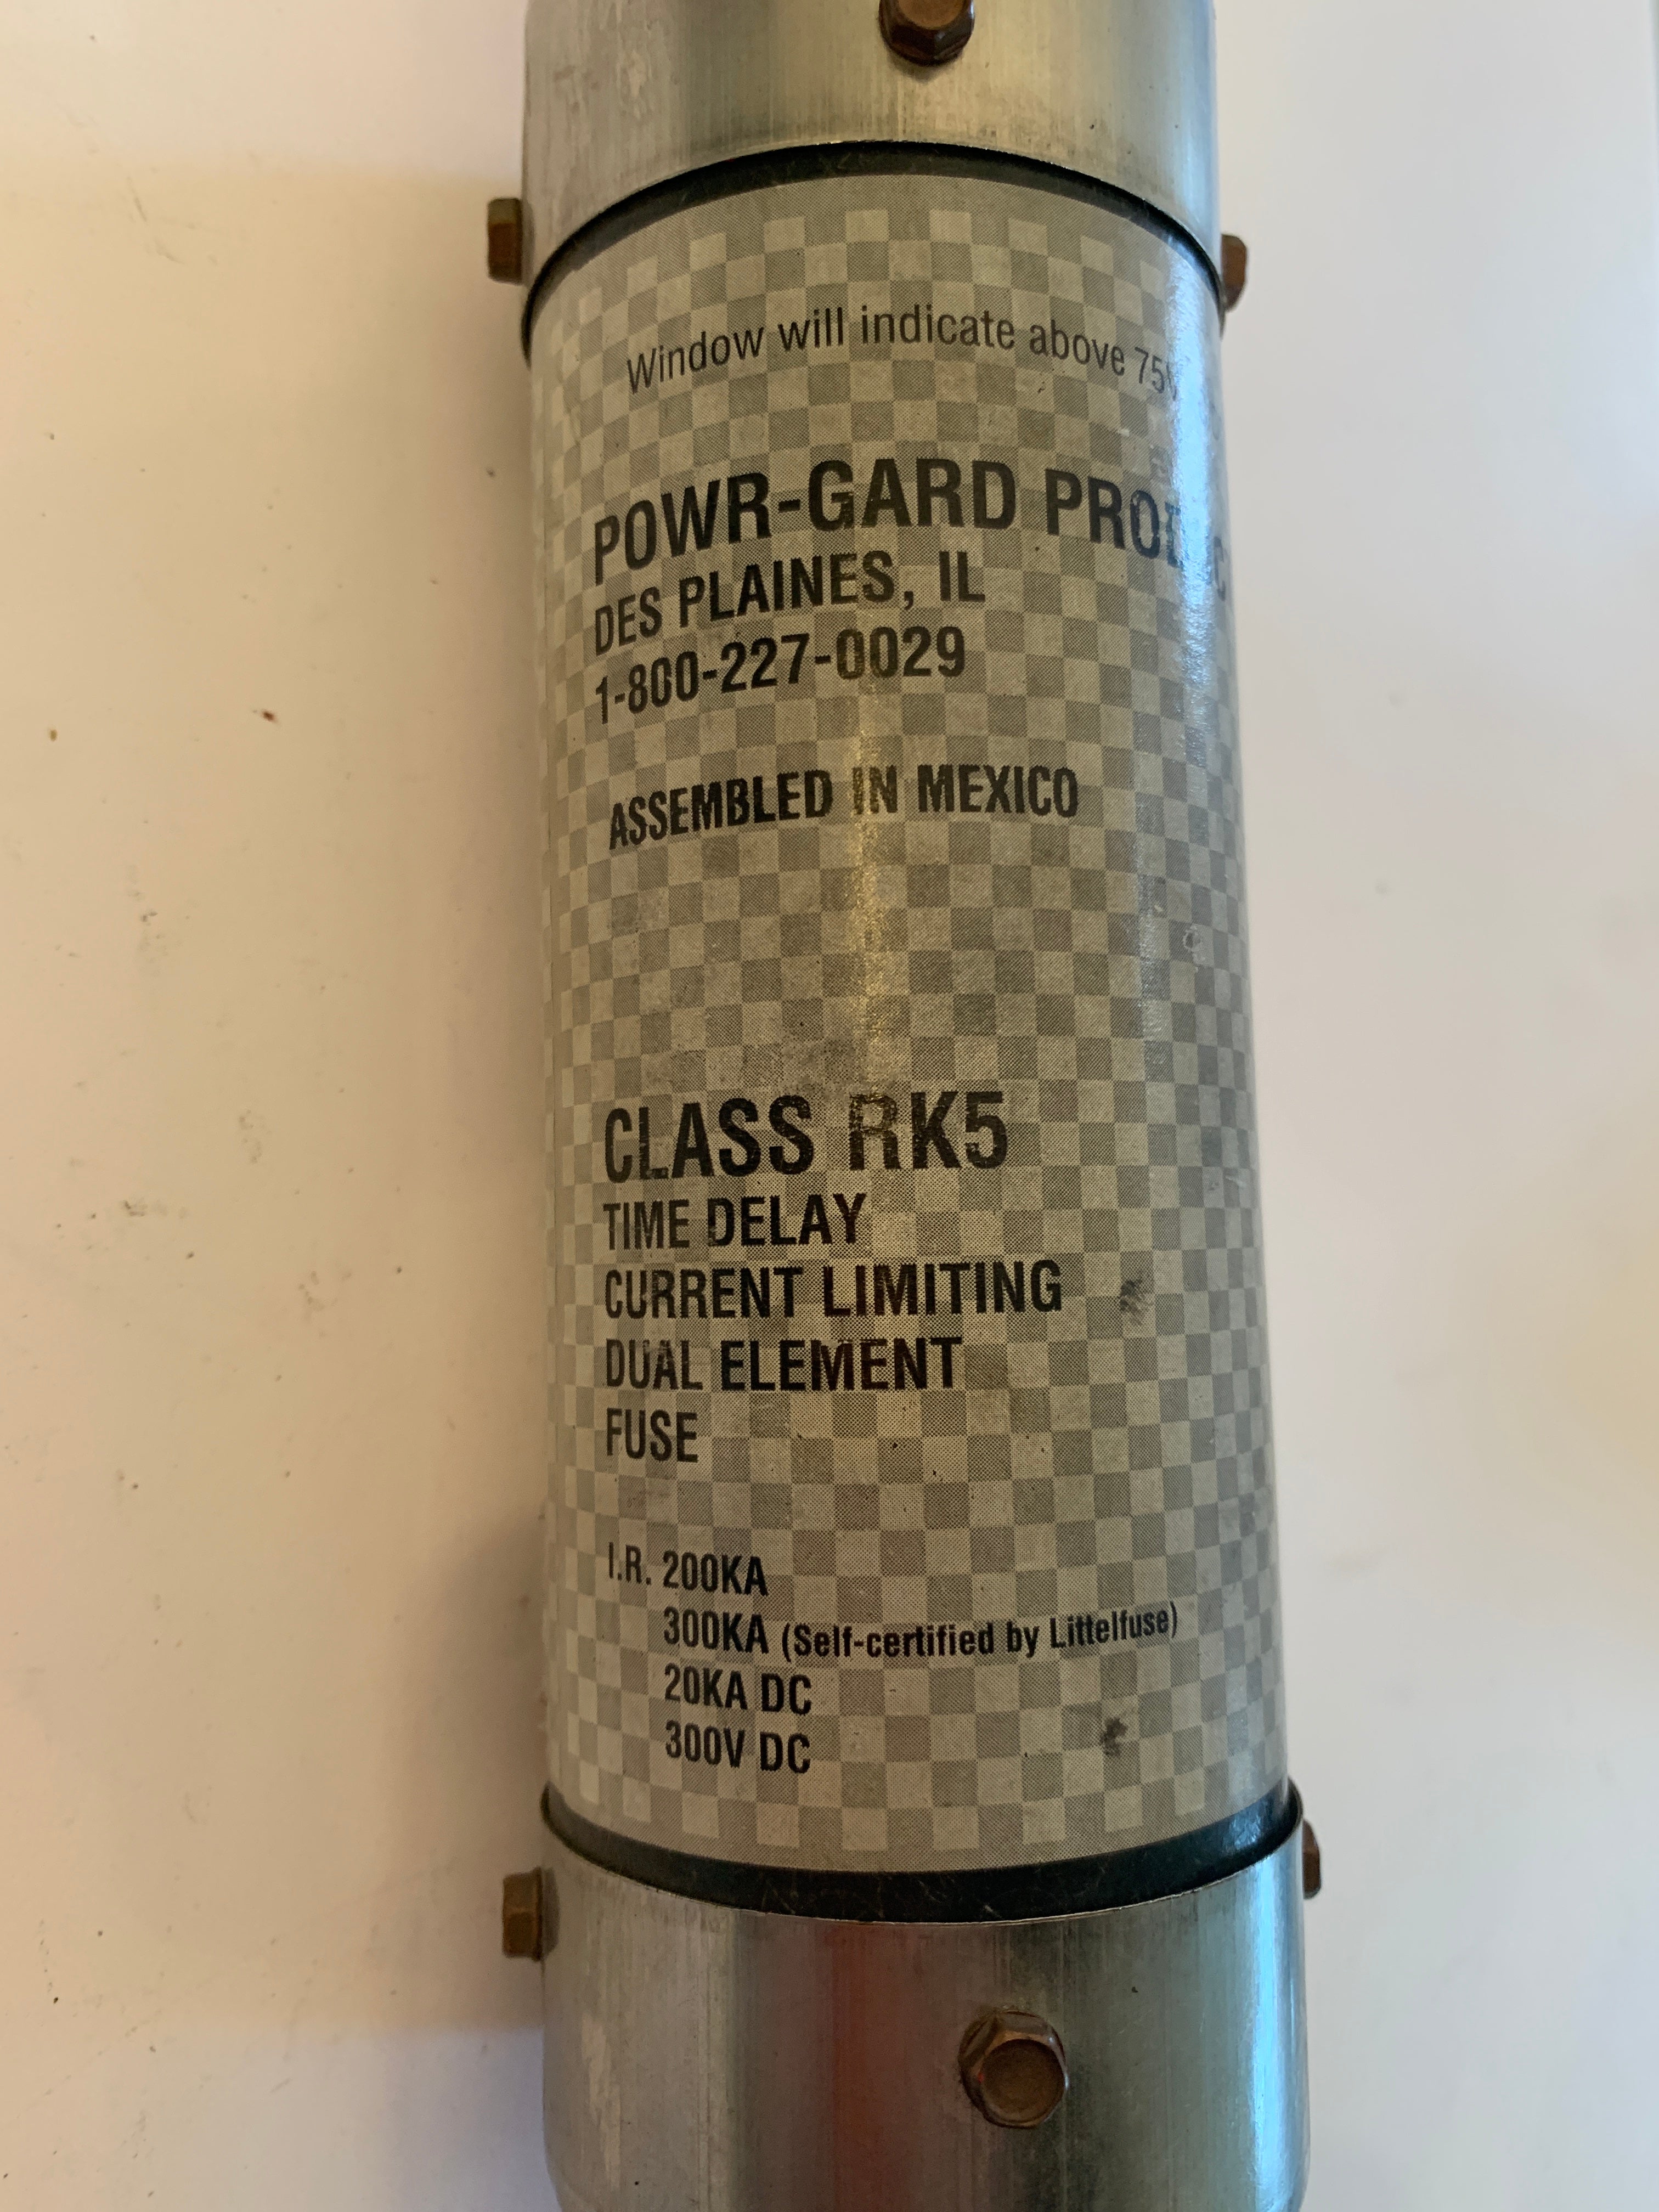 Window will indicate above 75%
POWR-GARD PRODUC
DES PLAINES, IL
1-800-227-0029
ASSEMBLED IN MEXICO
CLASS RK5
TIME DELAY
CURRENT LIMITING
DUAL ELEMENT
FUSE
I.R. 200KA
300KA (Self-certified by Littelfuse)
20KA DC
300V DC